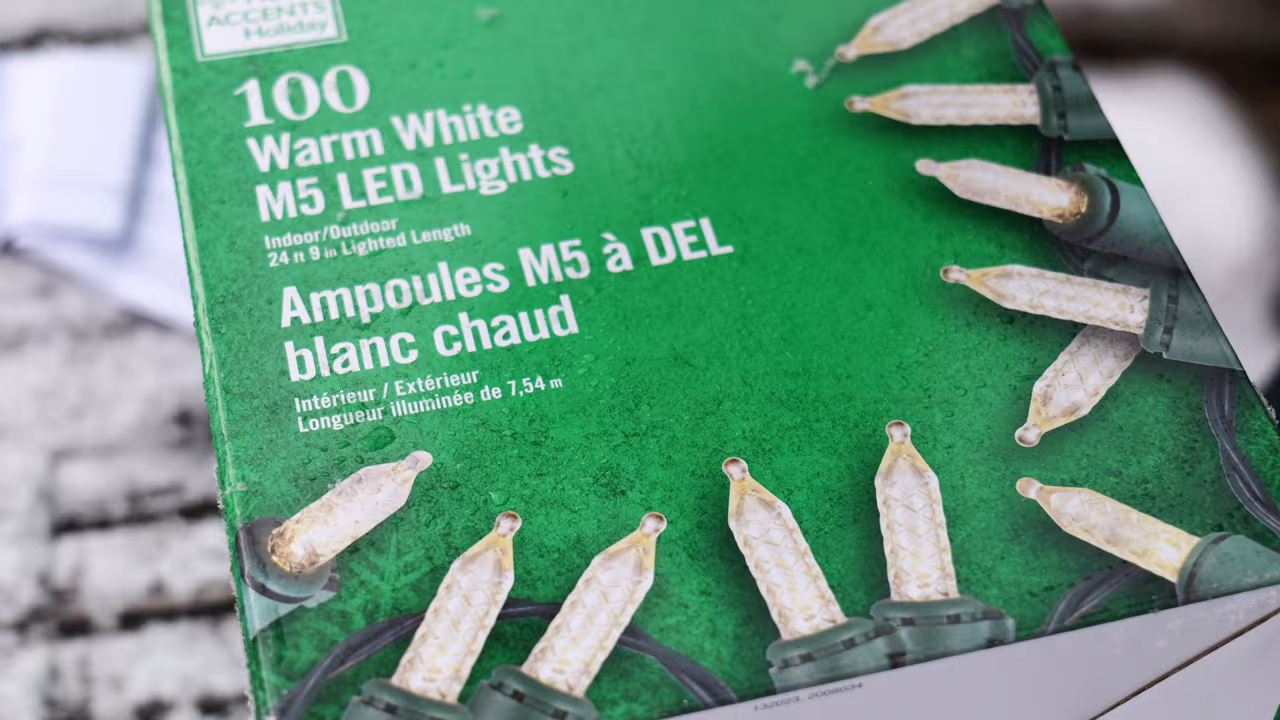 ACCENTS
Holiday
100
Warm White
M5 LED Lights
Indoor/Outdoor
24 ft 9 in Lighted Length
Ampoules M5 à DEL
blanc chaud
Intérieur / Extérieur
Longueur illuminée de 7,54 m
132023_2008034